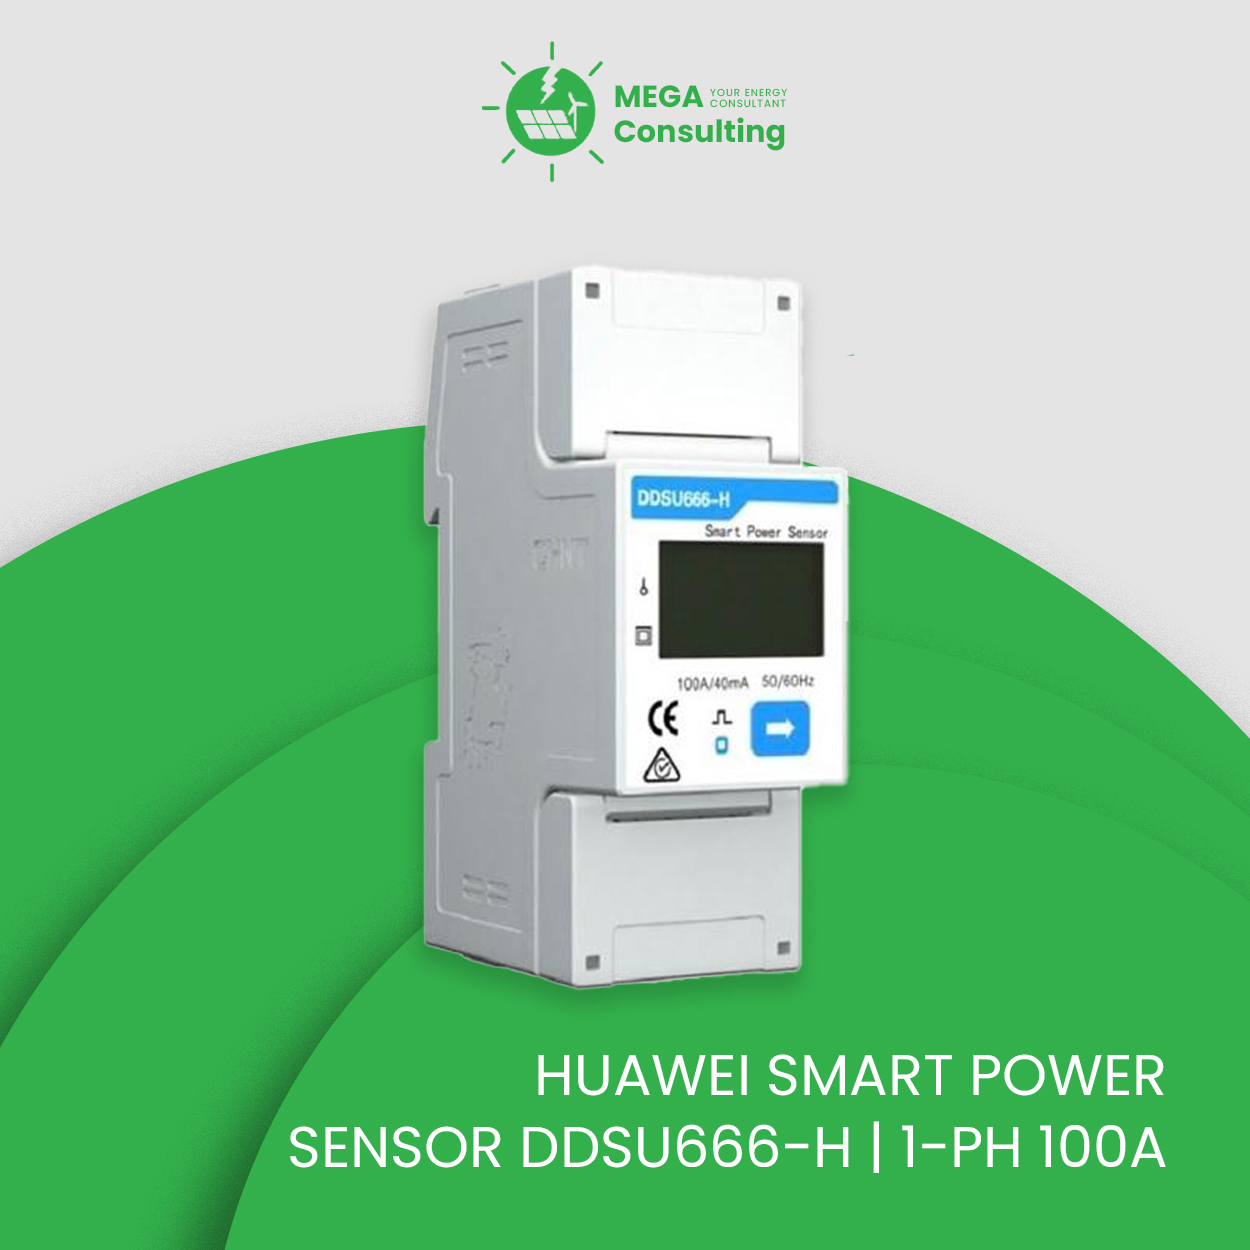 MEGA YOUR ENERGY
CONSULTANT
Consulting
DDSU666-H
Smart Power Sensor
100A/40mA 50/60Hz
CE
HUAWEI SMART POWER
SENSOR DDSU666-H | 1-PH 100A